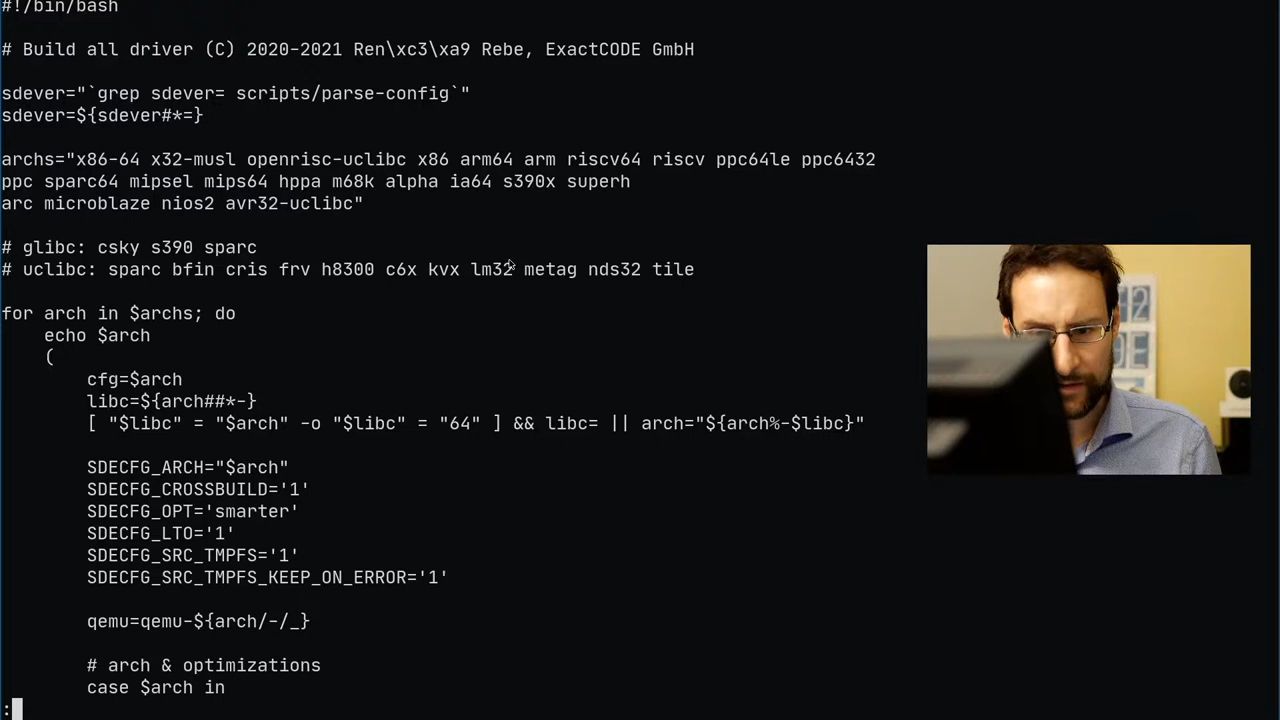 #!/bin/bash
# Build all driver (C) 2020-2021 Ren\xc3\xa9 Rebe, ExactCODE GmbH
sdever="`grep sdever= scripts/parse-config`"
sdever=${sdever#*=}
archs="x86-64 x32-musl openrisc-uclibc x86 arm64 arm riscv64 riscv ppc64le ppc6432
ppc sparc64 mipsel mips64 hppa m68k alpha ia64 s390x superh
arc microblaze nios2 avr32-uclibc"
# glibc: csky s390 sparc
# uclibc: sparc bfin cris frv h8300 c6x kvx lm32 metag nds32 tile
for arch in $archs; do
    echo $arch
    (
        cfg=$arch
        libc=${arch##*-}
        [ "$libc" = "$arch" -o "$libc" = "64" ] && libc= || arch="${arch%-$libc}"
        SDECFG_ARCH="$arch"
        SDECFG_CROSSBUILD='1'
        SDECFG_OPT='smarter'
        SDECFG_LTO='1'
        SDECFG_SRC_TMPFS='1'
        SDECFG_SRC_TMPFS_KEEP_ON_ERROR='1'
        qemu=qemu-${arch/-/_}
        # arch & optimizations
        case $arch in
: